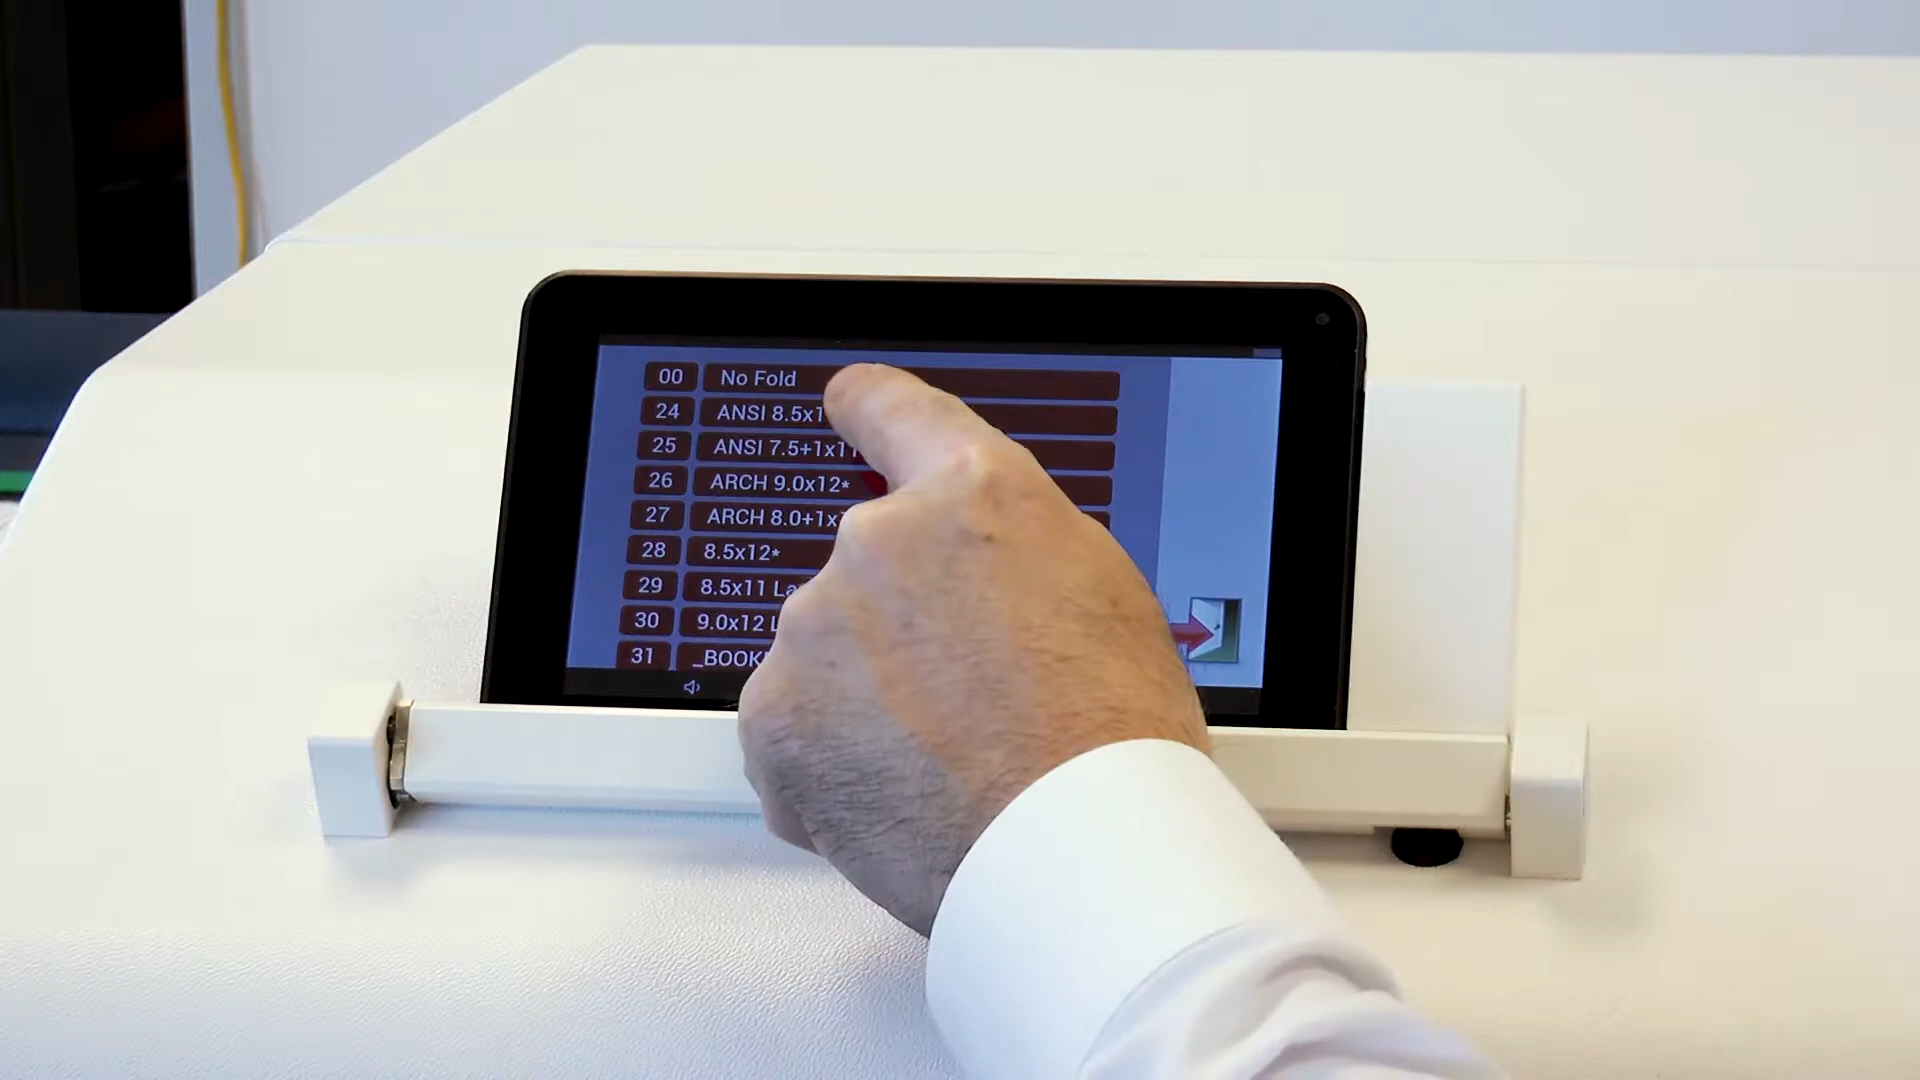 00 No Fold
24 ANSI 8.5x1
25 ANSI 7.5+1x11
26 ARCH 9.0x12*
27 ARCH 8.0+1x
28 8.5x12*
29 8.5x11 La
30 9.0x12 L
31 _BOOK